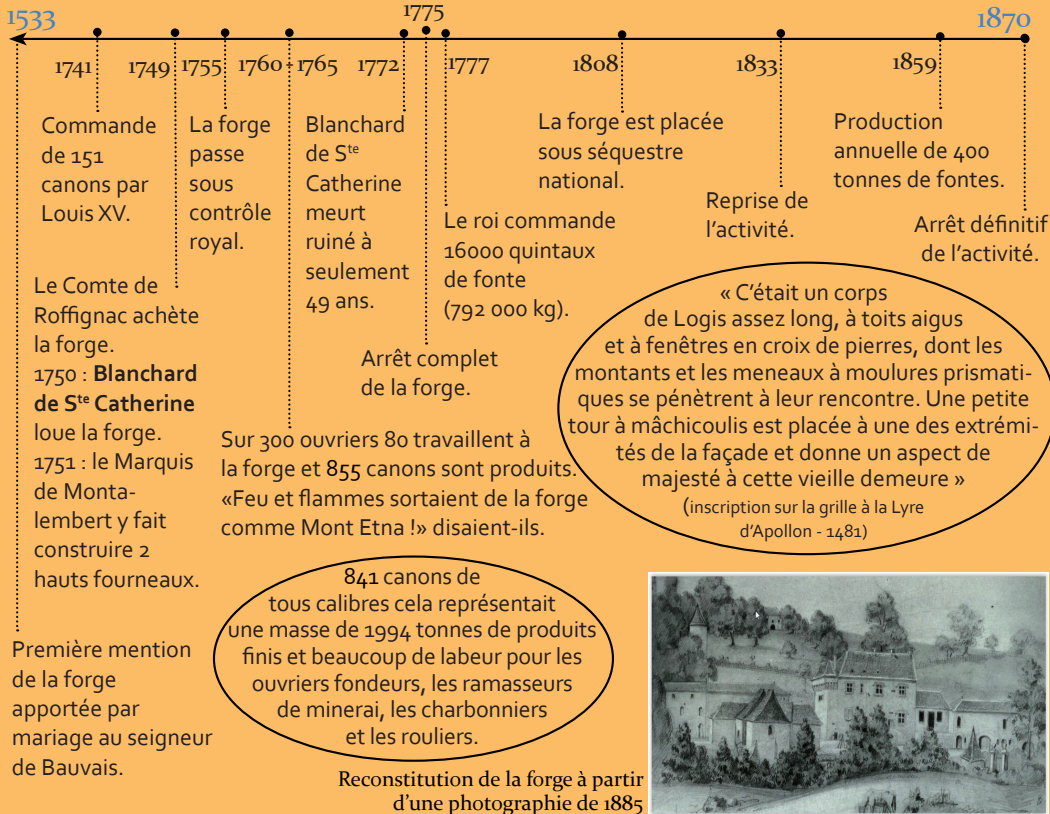 1533
1775
1870
1741
1749
1755
1760 - 1765
1772
1777
1808
1833
1859
Commande
de 151
canons par
Louis XV.
La forge
passe
sous
contrôle
royal.
Blanchard
de Ste
Catherine
meurt
ruiné à
seulement
49 ans.
Le roi commande
16000 quintaux
de fonte
(792 000 kg).
La forge est placée
sous séquestre
national.
Reprise de
l'activité.
Production
annuelle de 400
tonnes de fontes.
Arrêt définitif
de l'activité.
Le Comte de
Roffignac achète
la forge.
1750 : Blanchard
de Ste Catherine
loue la forge.
1751 : le Marquis
de Monta-
lembert y fait
construire 2
hauts fourneaux.
Arrêt complet
de la forge.
Sur 300 ouvriers 80 travaillent à
la forge et 855 canons sont produits.
«Feu et flammes sortaient de la forge
comme Mont Etna !» disaient-ils.
« C'était un corps
de Logis assez long, à toits aigus
et à fenêtres en croix de pierres, dont les
montants et les meneaux à moulures prismati-
ques se pénètrent à leur rencontre. Une petite
tour à mâchicoulis est placée à une des extrémi-
tés de la façade et donne un aspect de
majesté à cette vieille demeure »
(inscription sur la grille à la Lyre
d'Apollon - 1481)
841 canons de
tous calibres cela représentait
une masse de 1994 tonnes de produits
finis et beaucoup de labeur pour les
ouvriers fondeurs, les ramasseurs
de minerai, les charbonniers
et les rouliers.
Première mention
de la forge
apportée par
mariage au seigneur
de Bauvais.
Reconstitution de la forge à partir
d'une photographie de 1885